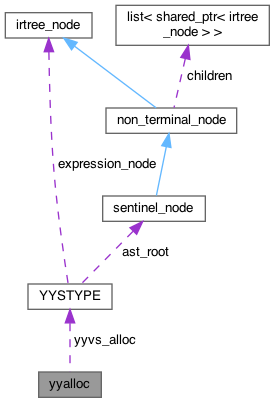 irtree_node
list< shared_ptr< irtree
_node > >
children
non_terminal_node
expression_node
sentinel_node
ast_root
YYSTYPE
yyvs_alloc
yyalloc